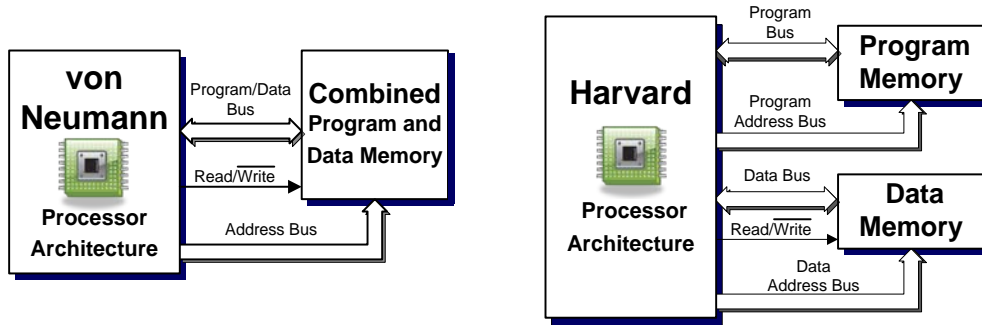 von
Neumann
Processor
Architecture
Program/Data
Bus
Read/Write
Address Bus
Combined
Program and
Data Memory
Harvard
Processor
Architecture
Program
Bus
Program
Address Bus
Data Bus
Read/Write
Data
Address Bus
Program
Memory
Data
Memory